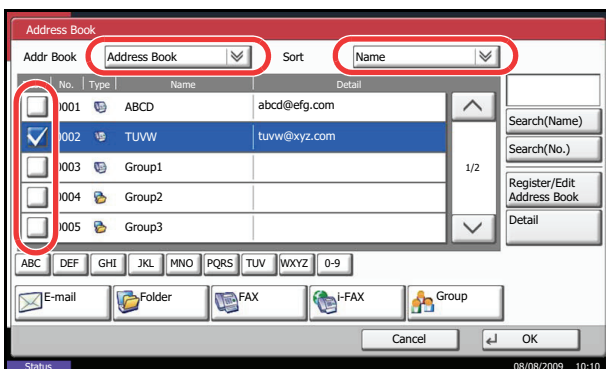 Address Book
Addr Book Address Book Sort Name
No. Type Name Detail
0001 ABCD abcd@efg.com
0002 TUVW tuvw@xyz.com
0003 Group1
0004 Group2
0005 Group3
1/2
Search(Name)
Search(No.)
Register/Edit
Address Book
Detail
ABC DEF GHI JKL MNO PQRS TUV WXYZ 0-9
E-mail Folder FAX i-FAX Group
Cancel OK
Status 08/08/2009 10:10